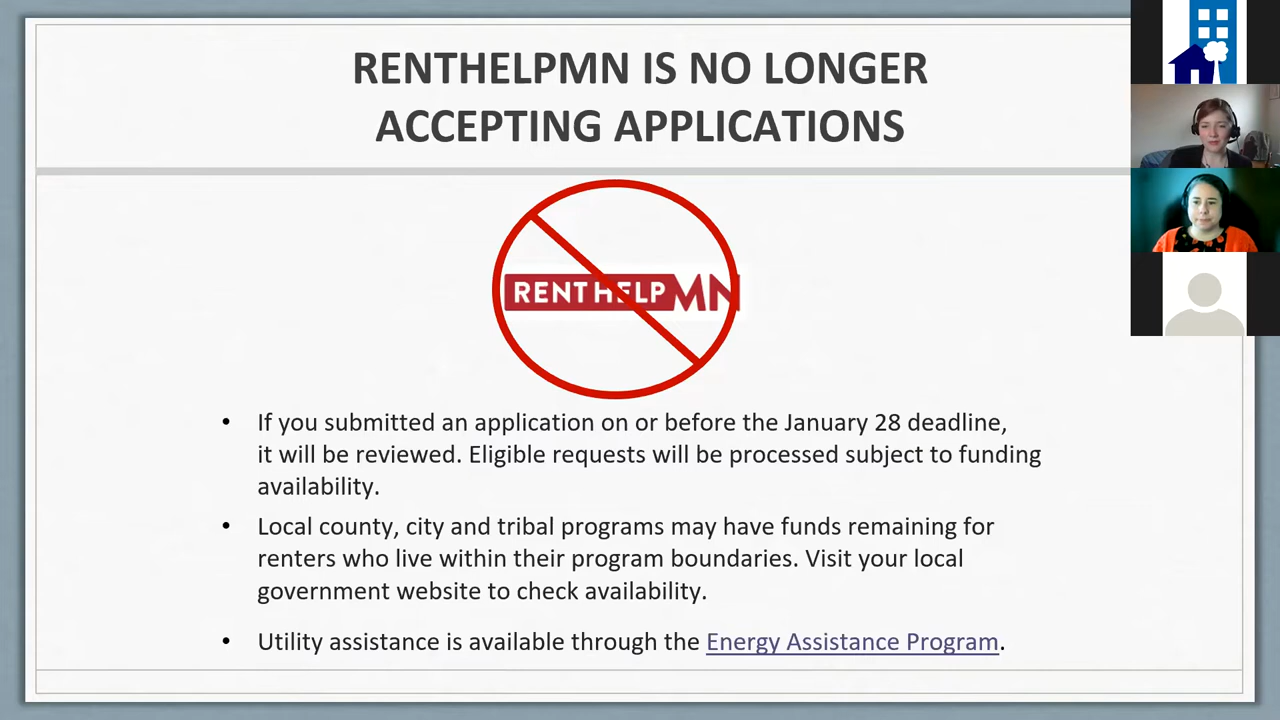 RENTHELPMN IS NO LONGER
ACCEPTING APPLICATIONS
RENTHELPMN
• If you submitted an application on or before the January 28 deadline,
it will be reviewed. Eligible requests will be processed subject to funding
availability.
• Local county, city and tribal programs may have funds remaining for
renters who live within their program boundaries. Visit your local
government website to check availability.
• Utility assistance is available through the Energy Assistance Program.